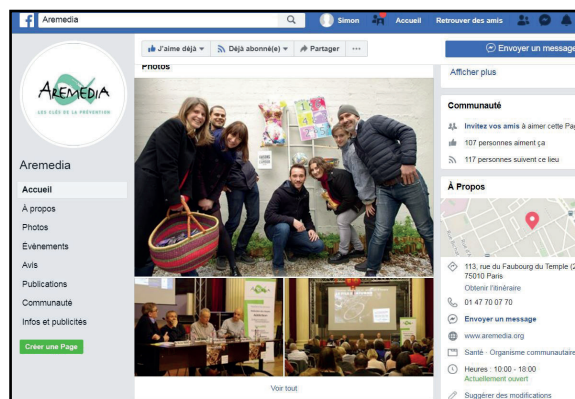 Aremedia
Simon
Accueil
Retrouver des amis
J'aime déjà
Déjà abonné(e)
Partager
Envoyer un message
AREMEDIA
LES CLÉS DE LA PRÉVENTION
Aremedia
Accueil
À propos
Photos
Évènements
Avis
Publications
Communauté
Infos et publicités
Créer une Page
Photos
Voir tout
Afficher plus
Communauté
Invitez vos amis à aimer cette Pag
107 personnes aiment ça
117 personnes suivent ce lieu
À Propos
113, rue du Faubourg du Temple (2
75010 Paris
Obtenir l'itinéraire
01 47 70 07 70
Envoyer un message
www.aremedia.org
Santé · Organisme communautaire
Heures : 10:00 - 18:00
Actuellement ouvert
Suggérer des modifications